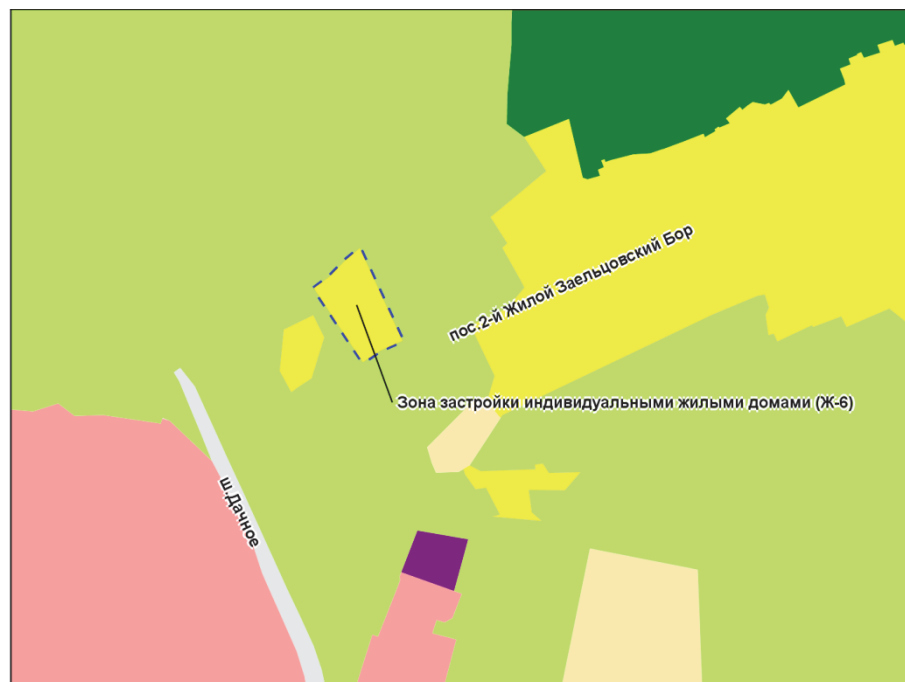 пос.2-й Жилой Заельцовский Бор
Зона застройки индивидуальными жилыми домами (Ж-6)
ш.Дачное